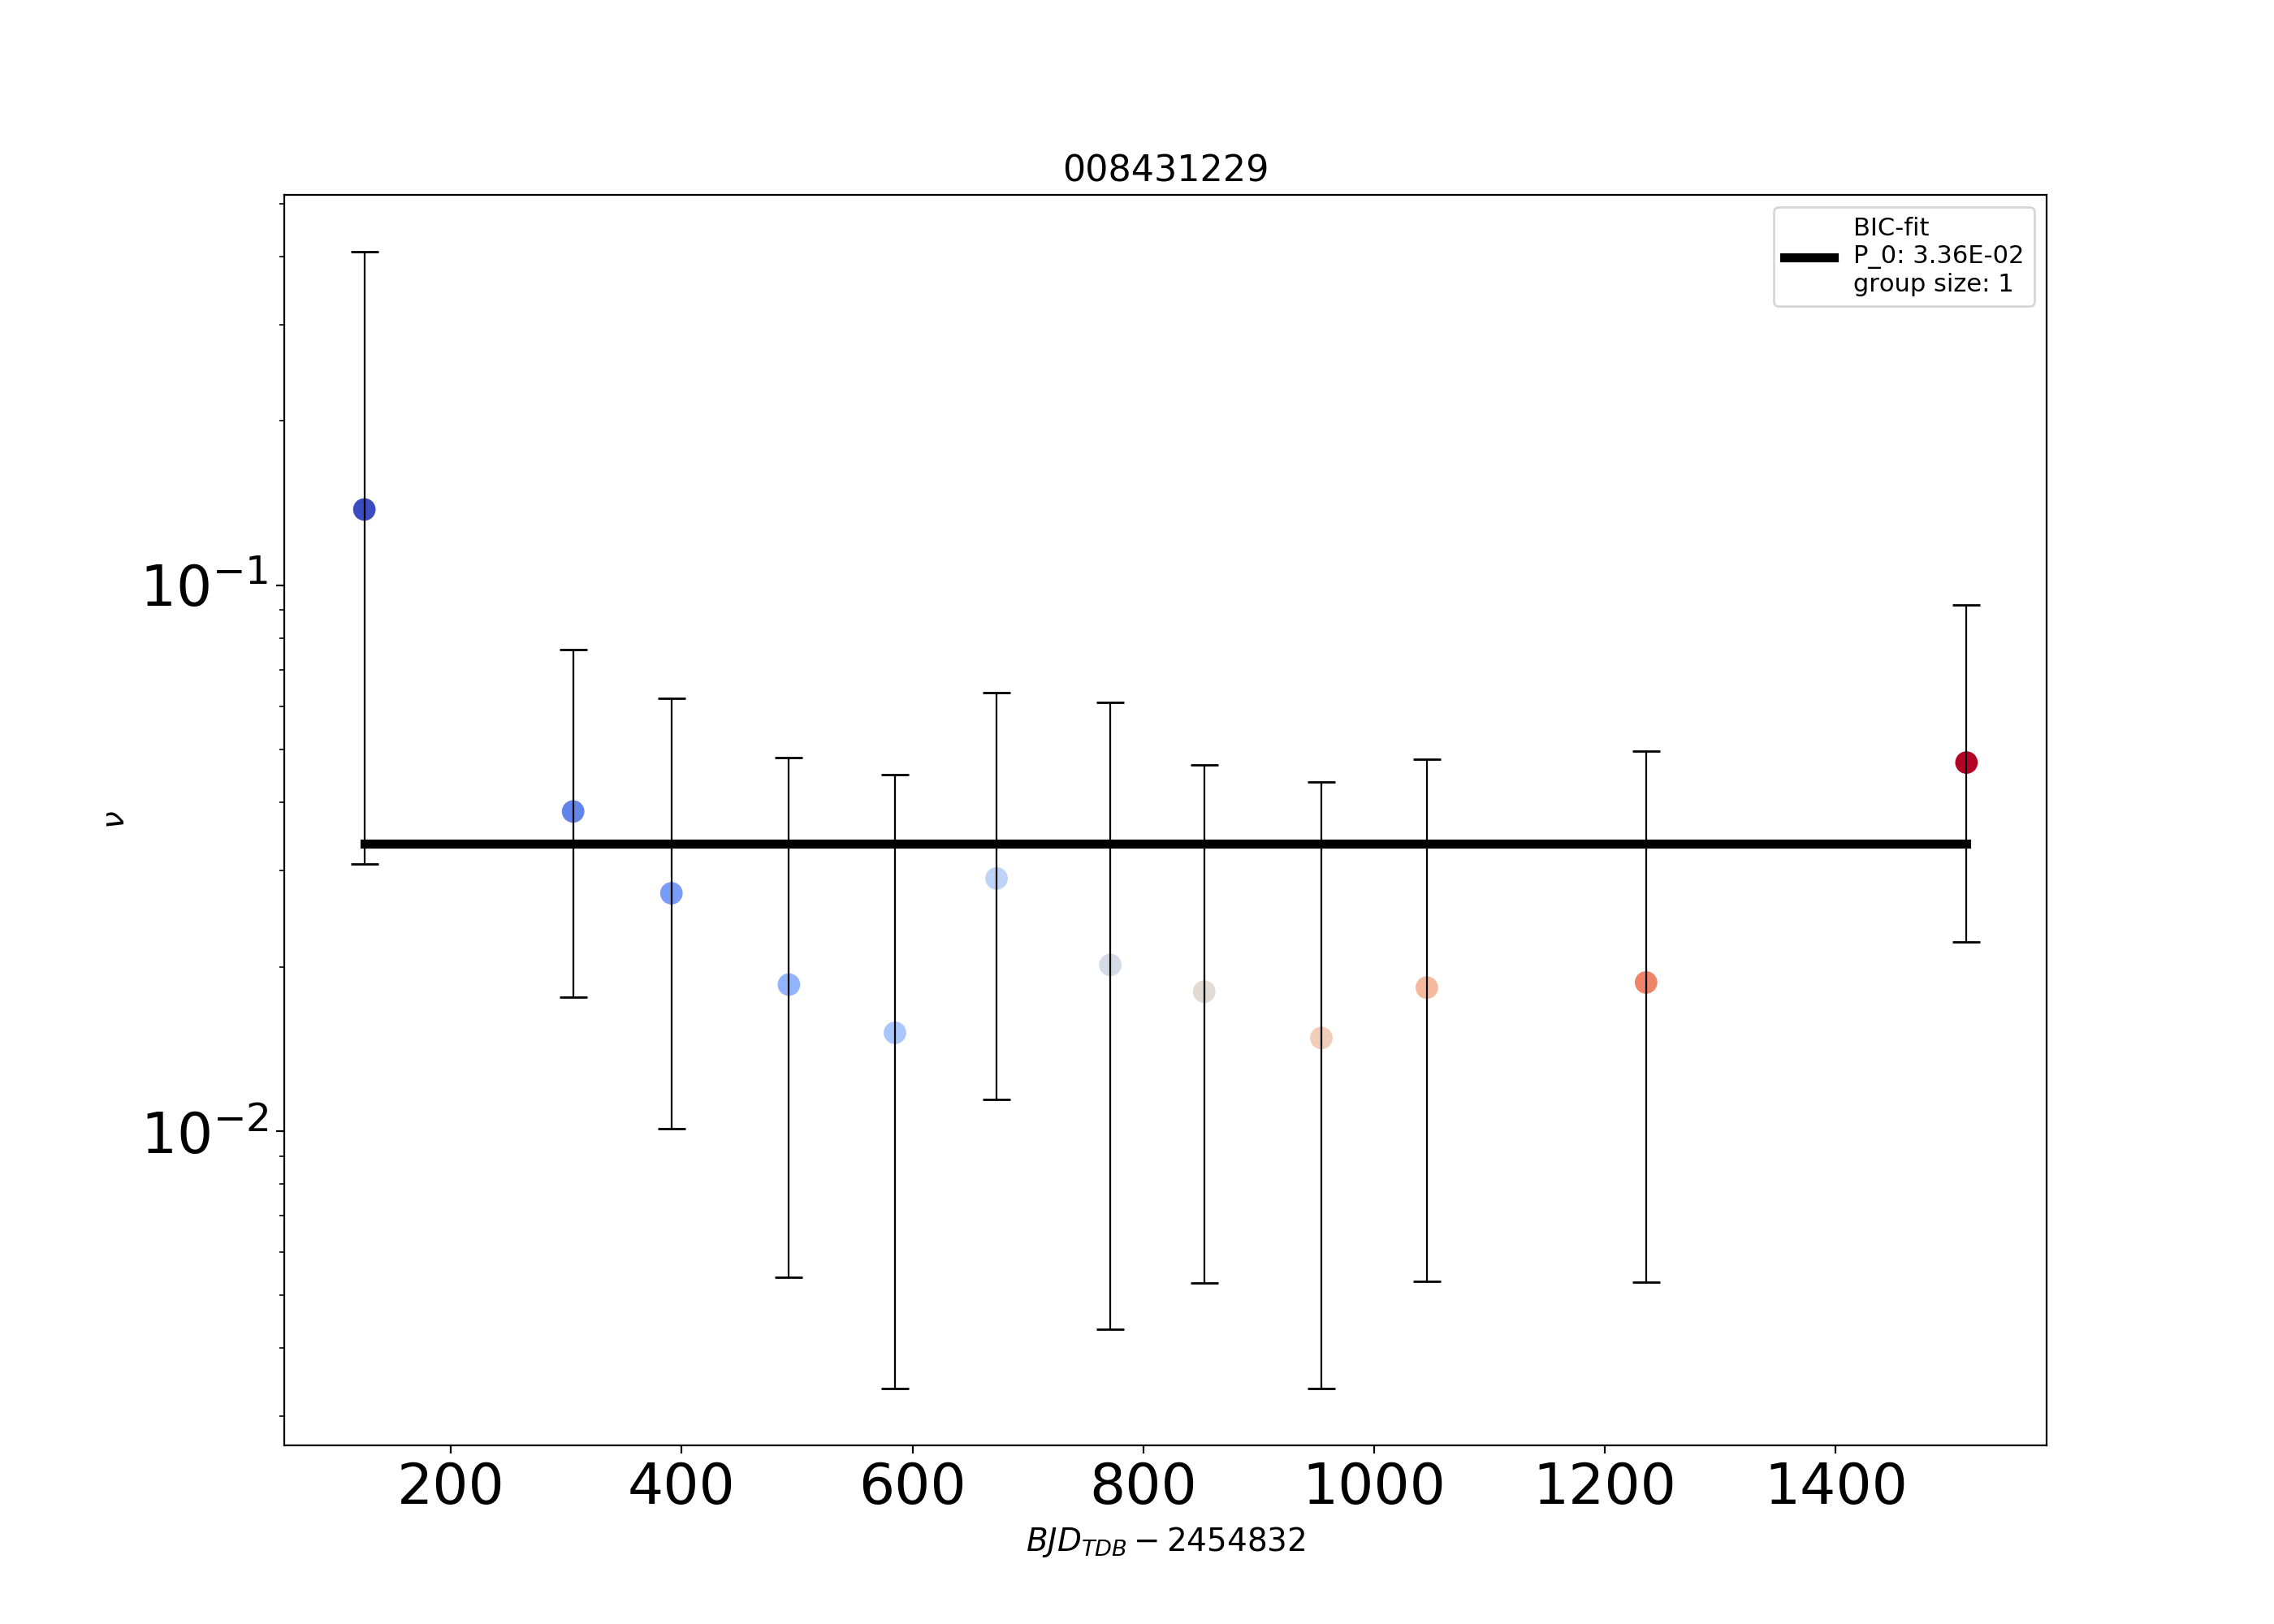 008431229
BIC-fit
P_0: 3.36E-02
group size: 1
10⁻¹
10⁻²
ν
200 400 600 800 1000 1200 1400
BJD_TDB − 2454832